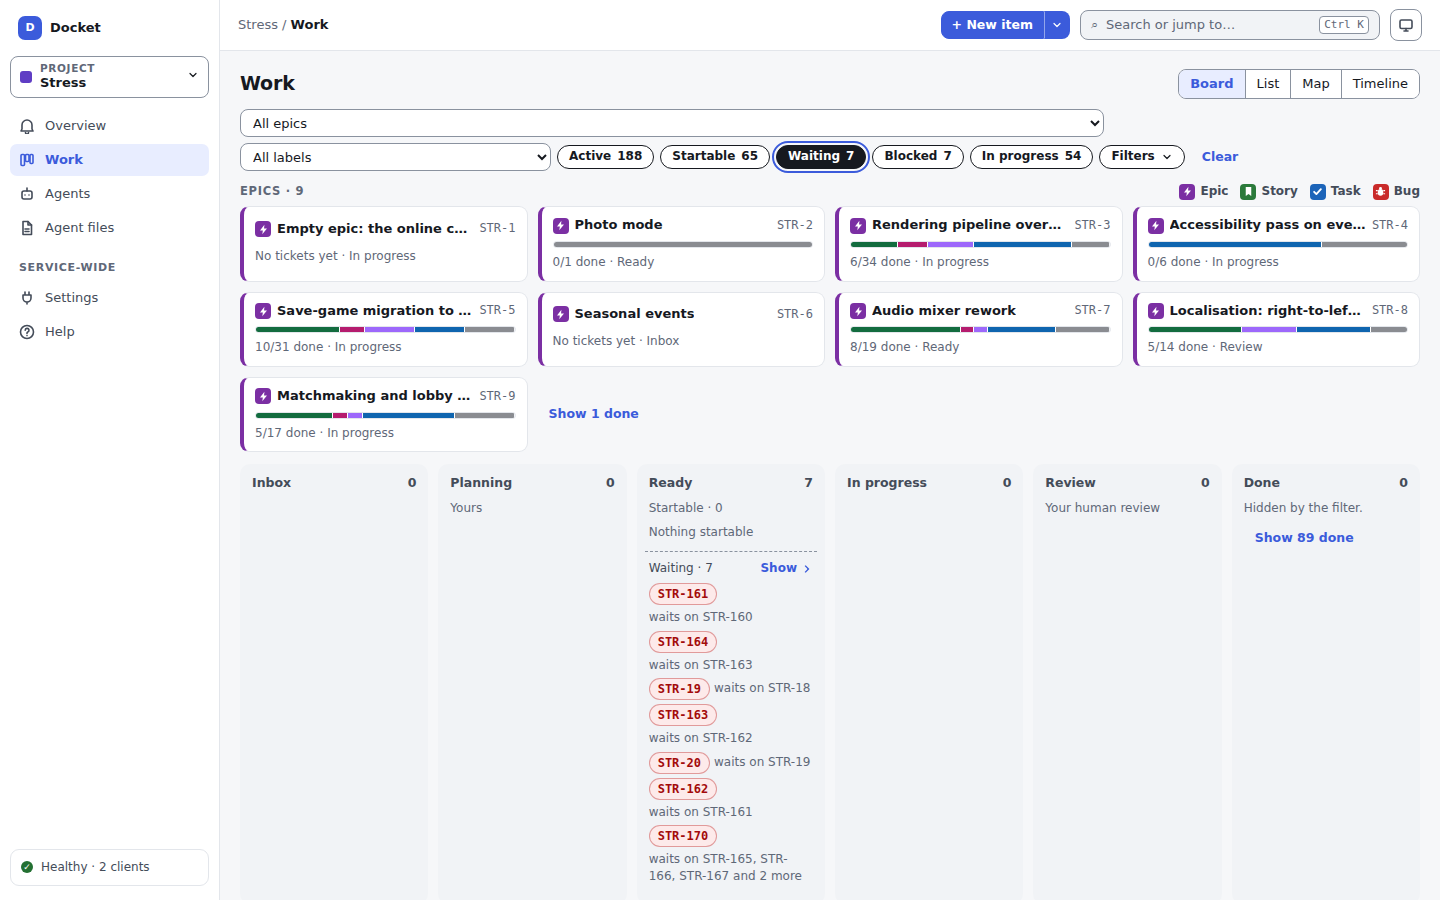 D Docket
PROJECT
Stress
Overview
Work
Agents
Agent files
SERVICE-WIDE
Settings
Help
Healthy · 2 clients
Stress / Work
+ New item
Search or jump to…
Ctrl K
Work
Board List Map Timeline
All epics
All labels
Active 188
Startable 65
Waiting 7
Blocked 7
In progress 54
Filters
Clear
EPICS · 9
Epic Story Task Bug
Empty epic: the online c… STR-1
No tickets yet · In progress
Photo mode STR-2
0/1 done · Ready
Rendering pipeline over… STR-3
6/34 done · In progress
Accessibility pass on eve… STR-4
0/6 done · In progress
Save-game migration to … STR-5
10/31 done · In progress
Seasonal events STR-6
No tickets yet · Inbox
Audio mixer rework STR-7
8/19 done · Ready
Localisation: right-to-lef… STR-8
5/14 done · Review
Matchmaking and lobby … STR-9
5/17 done · In progress
Show 1 done
Inbox 0
Planning 0
Yours
Ready 7
Startable · 0
Nothing startable
Waiting · 7 Show
STR-161
waits on STR-160
STR-164
waits on STR-163
STR-19 waits on STR-18
STR-163
waits on STR-162
STR-20 waits on STR-19
STR-162
waits on STR-161
STR-170
waits on STR-165, STR-
166, STR-167 and 2 more
In progress 0
Review 0
Your human review
Done 0
Hidden by the filter.
Show 89 done